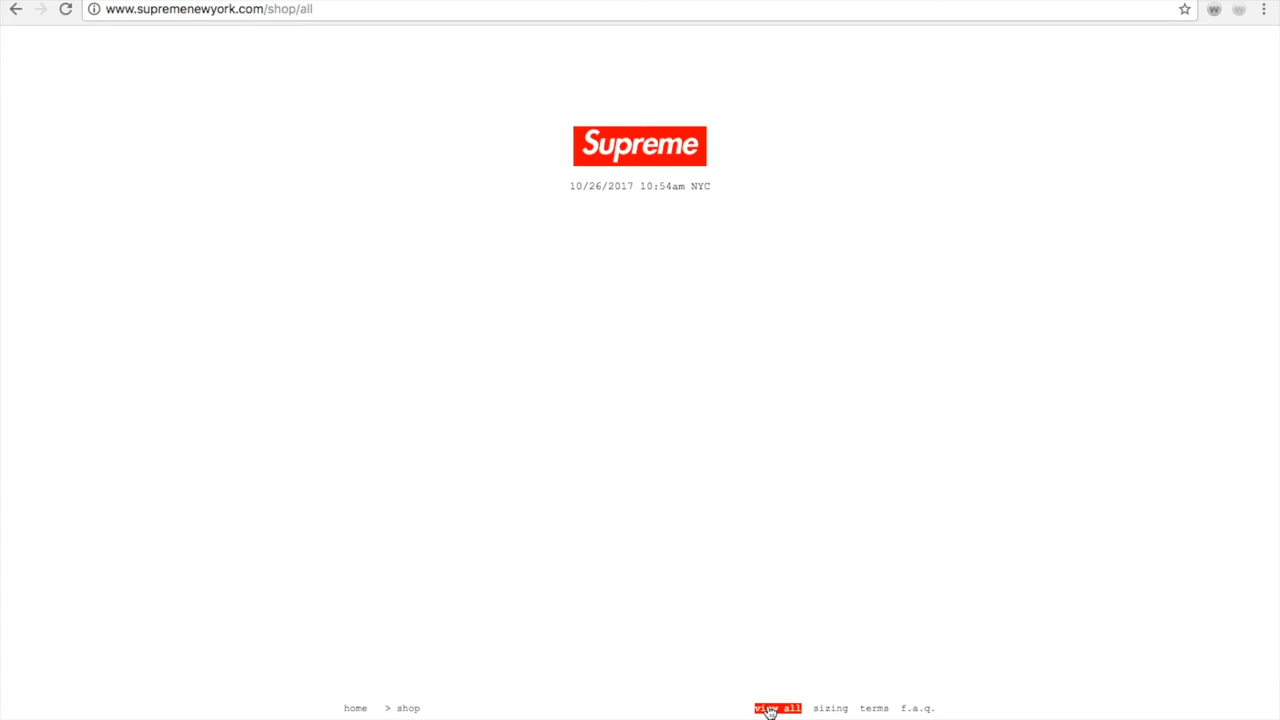 www.supremenewyork.com/shop/all
Supreme
10/26/2017 10:54am NYC
home > shop view all sizing terms f.a.q.